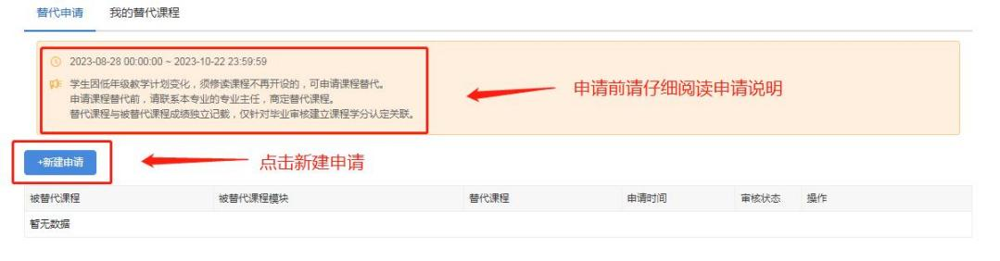 替代申请 我的替代课程
2023-08-28 00:00:00 ~ 2023-10-22 23:59:59
学生因低年级教学计划变化，须修读课程不再开设的，可申请课程替代。
申请课程替代前，请联系本专业的专业主任，商定替代课程。
替代课程与被替代课程成绩独立记载，仅针对毕业审核建立课程学分认定关联。
申请前请仔细阅读申请说明
+新建申请
点击新建申请
被替代课程 被替代课程模块 替代课程 申请时间 审核状态 操作
暂无数据